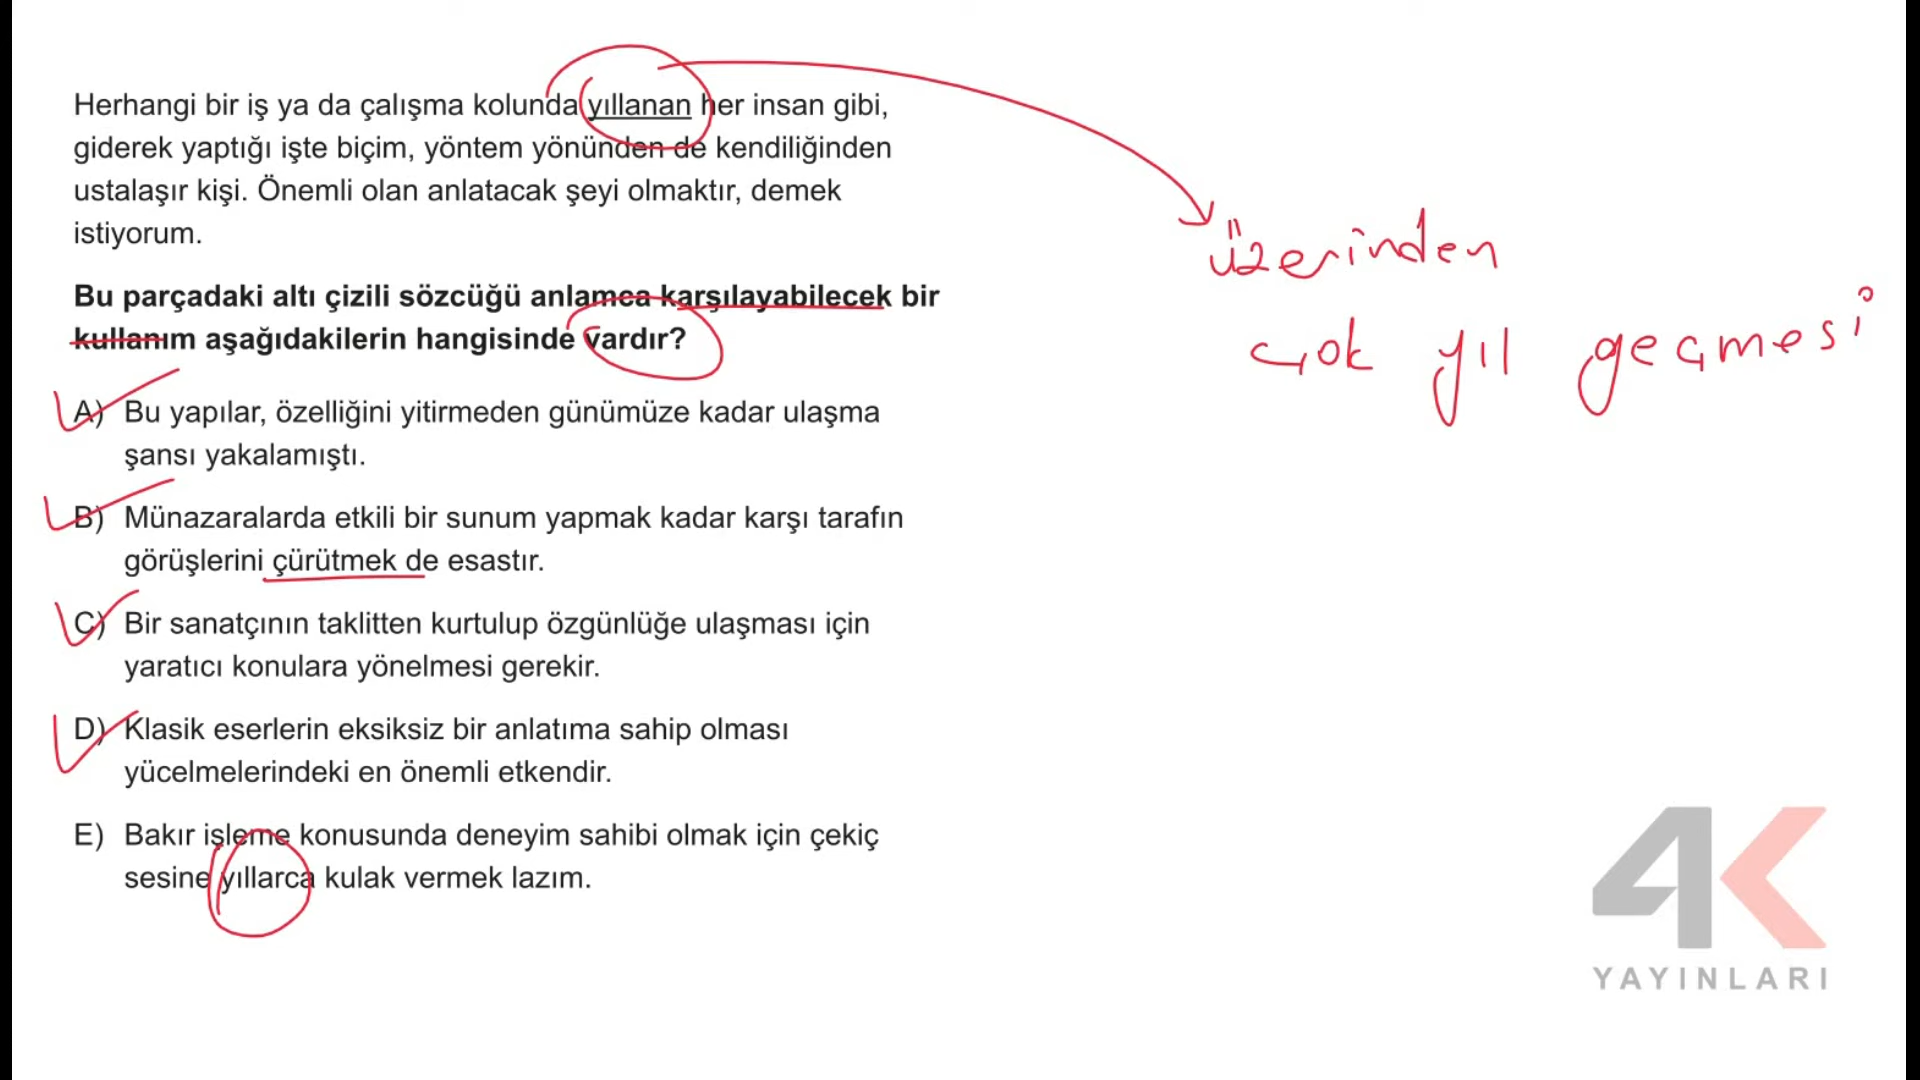 Herhangi bir iş ya da çalışma kolunda yıllanan her insan gibi,
giderek yaptığı işte biçim, yöntem yönünden de kendiliğinden
ustalaşır kişi. Önemli olan anlatacak şeyi olmaktır, demek
istiyorum.
Bu parçadaki altı çizili sözcüğü anlamca karşılayabilecek bir
kullanım aşağıdakilerin hangisinde vardır?
A) Bu yapılar, özelliğini yitirmeden günümüze kadar ulaşma
şansı yakalamıştı.
B) Münazaralarda etkili bir sunum yapmak kadar karşı tarafın
görüşlerini çürütmek de esastır.
C) Bir sanatçının taklitten kurtulup özgünlüğe ulaşması için
yaratıcı konulara yönelmesi gerekir.
D) Klasik eserlerin eksiksiz bir anlatıma sahip olması
yücelmelerindeki en önemli etkendir.
E) Bakır işleme konusunda deneyim sahibi olmak için çekiç
sesine yıllarca kulak vermek lazım.
üzerinden
çok yıl geçmesi
4K
YAYINLARI